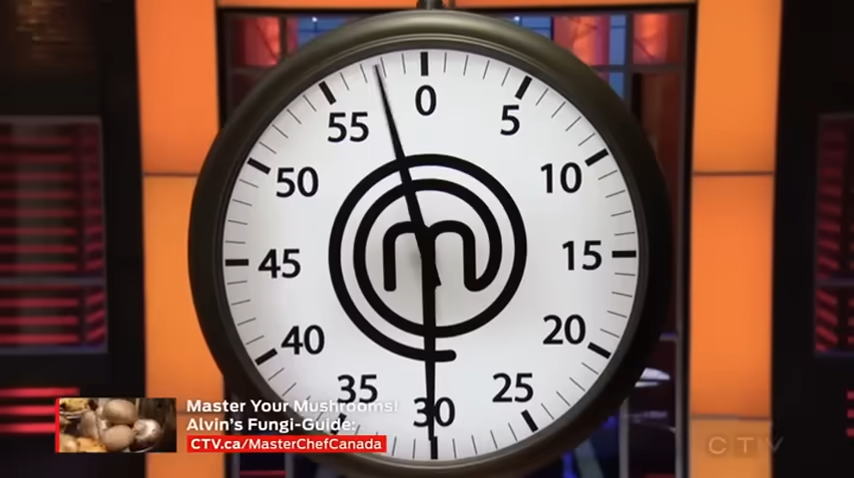 0
5
10
15
20
25
30
35
40
45
50
55
m
Master Your Mushrooms!
Alvin's Fungi-Guide:
CTV.ca/MasterChefCanada
CTV